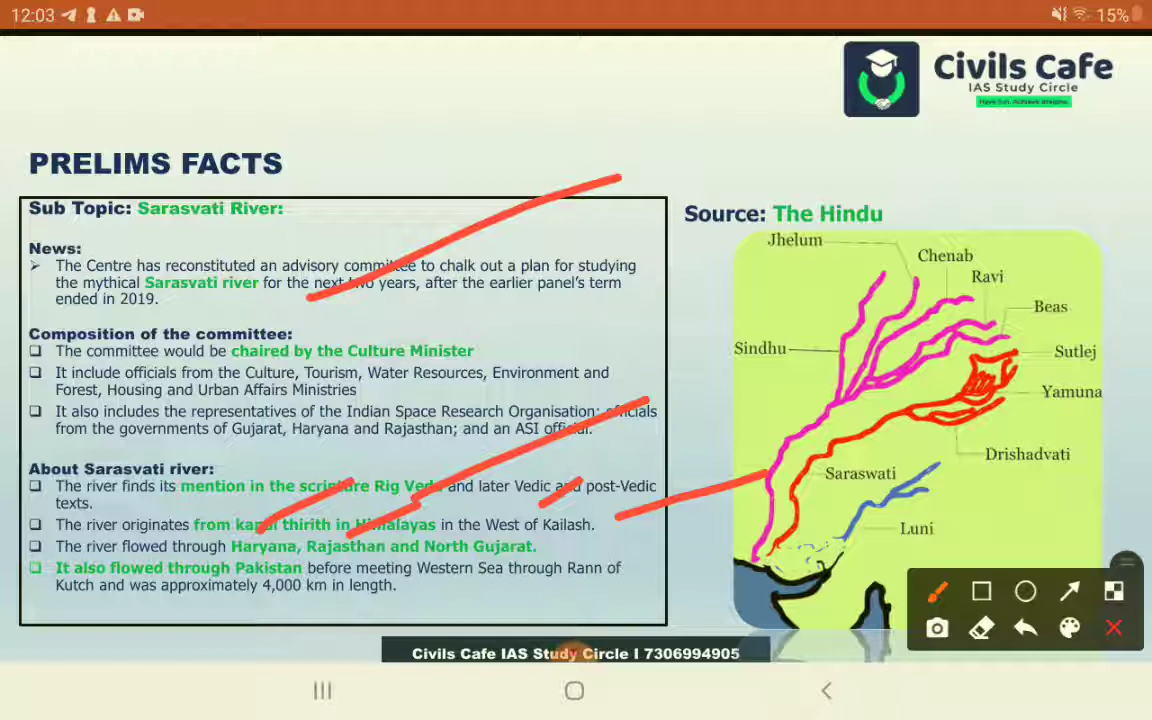 12:03
15%
Civils Cafe
IAS Study Circle
Have fun. Achieve dreams.
PRELIMS FACTS
Sub Topic: Sarasvati River:
News:
The Centre has reconstituted an advisory committee to chalk out a plan for studying
the mythical Sarasvati river for the next two years, after the earlier panel's term
ended in 2019.
Composition of the committee:
The committee would be chaired by the Culture Minister
It include officials from the Culture, Tourism, Water Resources, Environment and
Forest, Housing and Urban Affairs Ministries
It also includes the representatives of the Indian Space Research Organisation; officials
from the governments of Gujarat, Haryana and Rajasthan; and an ASI official.
About Sarasvati river:
The river finds its mention in the scripture Rig Veda and later Vedic and post-Vedic
texts.
The river originates from kapal thirith in Himalayas in the West of Kailash.
The river flowed through Haryana, Rajasthan and North Gujarat.
It also flowed through Pakistan before meeting Western Sea through Rann of
Kutch and was approximately 4,000 km in length.
Source: The Hindu
Jhelum
Chenab
Ravi
Beas
Sindhu
Sutlej
Yamuna
Drishadvati
Saraswati
Luni
Civils Cafe IAS Study Circle I 7306994905